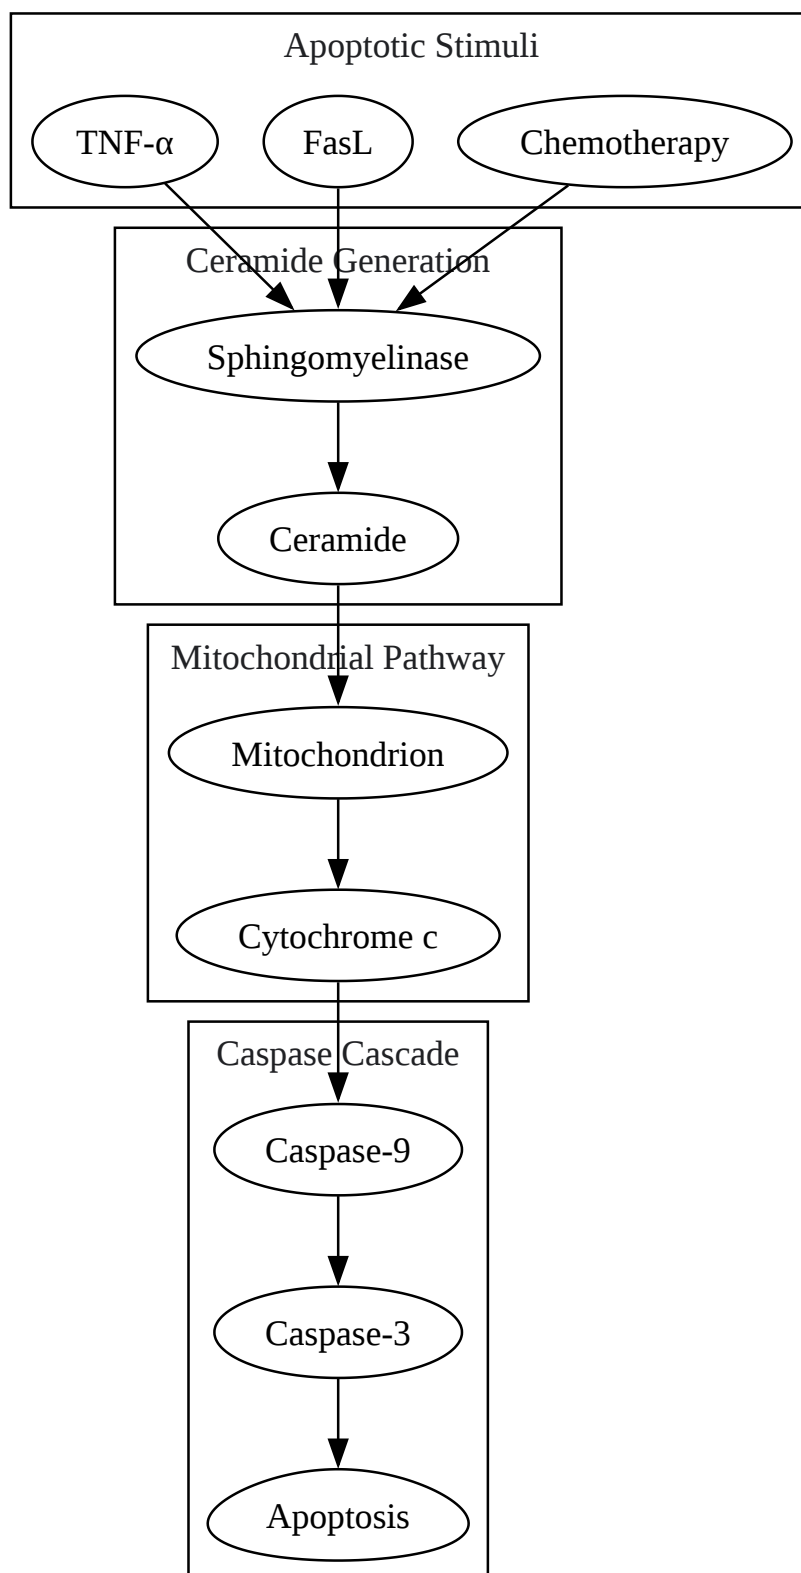 Apoptotic Stimuli
TNF-α FasL Chemotherapy
Ceramide Generation
Sphingomyelinase
Ceramide
Mitochondrial Pathway
Mitochondrion
Cytochrome c
Caspase Cascade
Caspase-9
Caspase-3
Apoptosis